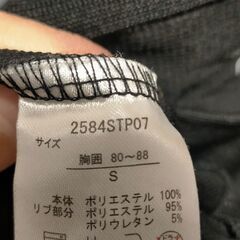 2584STP07
サイズ
胸囲 80〜88
S
本体 ポリエステル 100%
リブ部分 ポリエステル 95%
ポリウレタン 5%